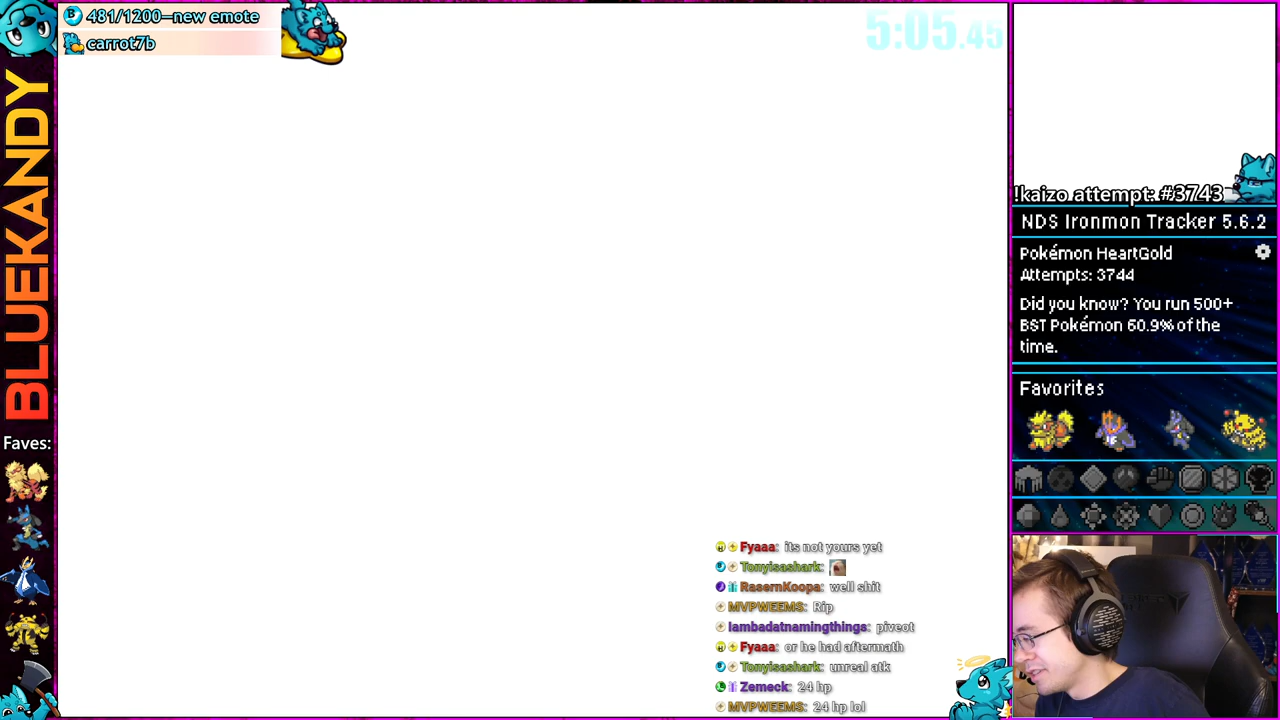 481/1200—new emote
carrot7b
5:05.45
BLUEKANDY
Faves:
!kaizo attempt: #3743
NDS Ironmon Tracker 5.6.2
Pokémon HeartGold
Attempts: 3744
Did you know? You run 500+
BST Pokémon 60.9% of the
time.
Favorites
Fyaaa: its not yours yet
Tonyisashark:
RasernKoopa: well shit
MVPWEEMS: Rip
Iambadatnamingthings: piveot
Fyaaa: or he had aftermath
Tonyisashark: unreal atk
Zemeck: 24 hp
MVPWEEMS: 24 hp lol